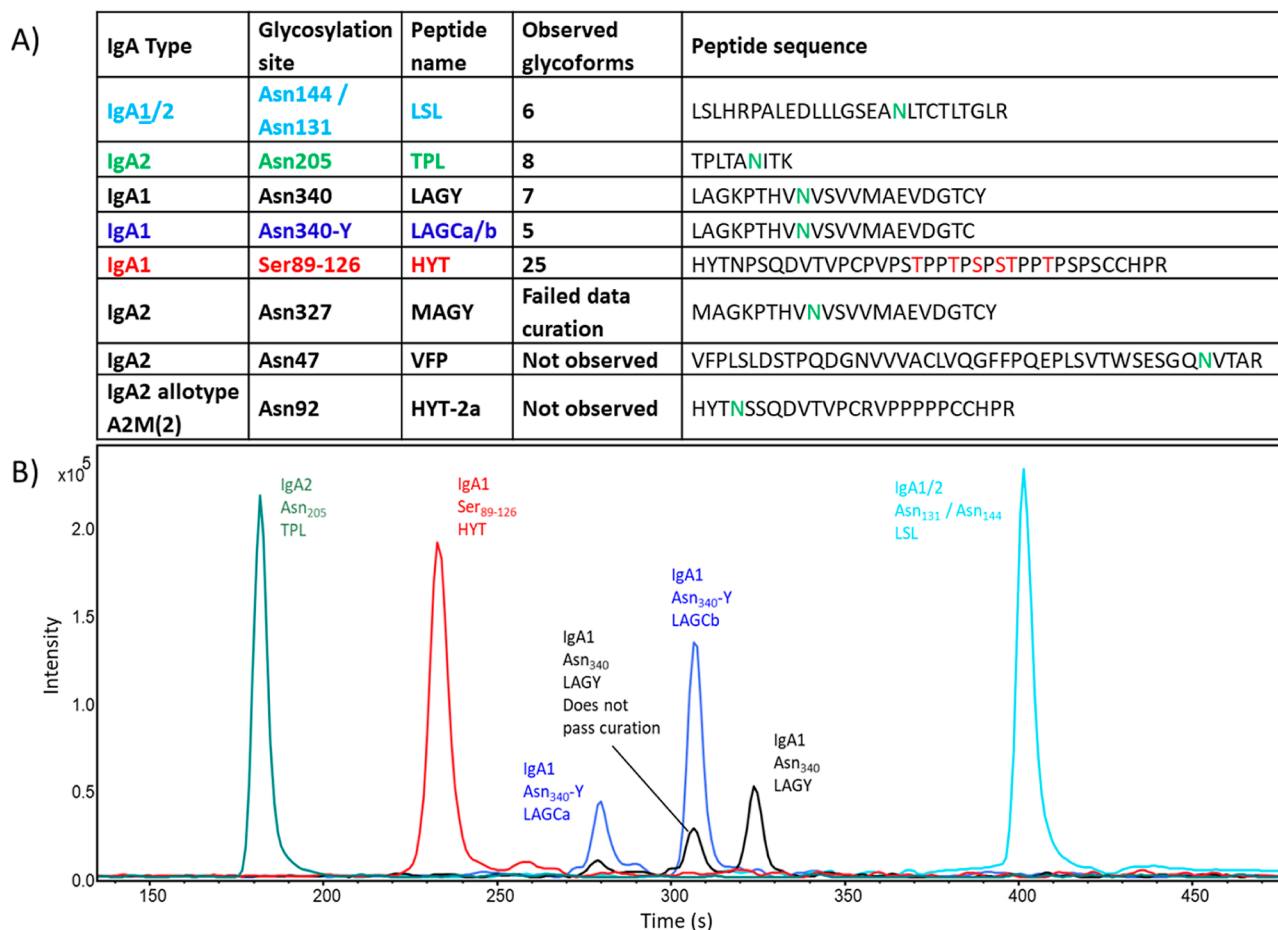 A)
IgA Type
Glycosylation
site
Peptide
name
Observed
glycoforms
Peptide sequence
IgA1/2
Asn144 /
Asn131
LSL
6
LSLHRPALEDLLLGSEANLTCTLTGLR
IgA2
Asn205
TPL
8
TPLTANITK
IgA1
Asn340
LAGY
7
LAGKPTHVNVSVVMAEVDGTCY
IgA1
Asn340-Y
LAGCa/b
5
LAGKPTHVNVSVVMAEVDGTC
IgA1
Ser89-126
HYT
25
HYTNPSQDVTVPCPVPSTPPTPSPSTPPTPSPSCCHPR
IgA2
Asn327
MAGY
Failed data
curation
MAGKPTHVNVSVVMAEVDGTCY
IgA2
Asn47
VFP
Not observed
VFPLSLDSTPQDGNVVVACLVQGFFPQEPLSVTWSESGQNVTAR
IgA2 allotype
A2M(2)
Asn92
HYT-2a
Not observed
HYTNSSQDVTVPCRVPPPPPCCHPR
B)
x10⁵
2.0
1.5
1.0
0.5
0.0
Intensity
IgA2
Asn₂₀₅
TPL
IgA1
Ser₈₉₋₁₂₆
HYT
IgA1
Asn₃₄₀-Y
LAGCa
IgA1
Asn₃₄₀
LAGY
Does not
pass curation
IgA1
Asn₃₄₀-Y
LAGCb
IgA1
Asn₃₄₀
LAGY
IgA1/2
Asn₁₃₁ / Asn₁₄₄
LSL
150
200
250
300
350
400
450
Time (s)